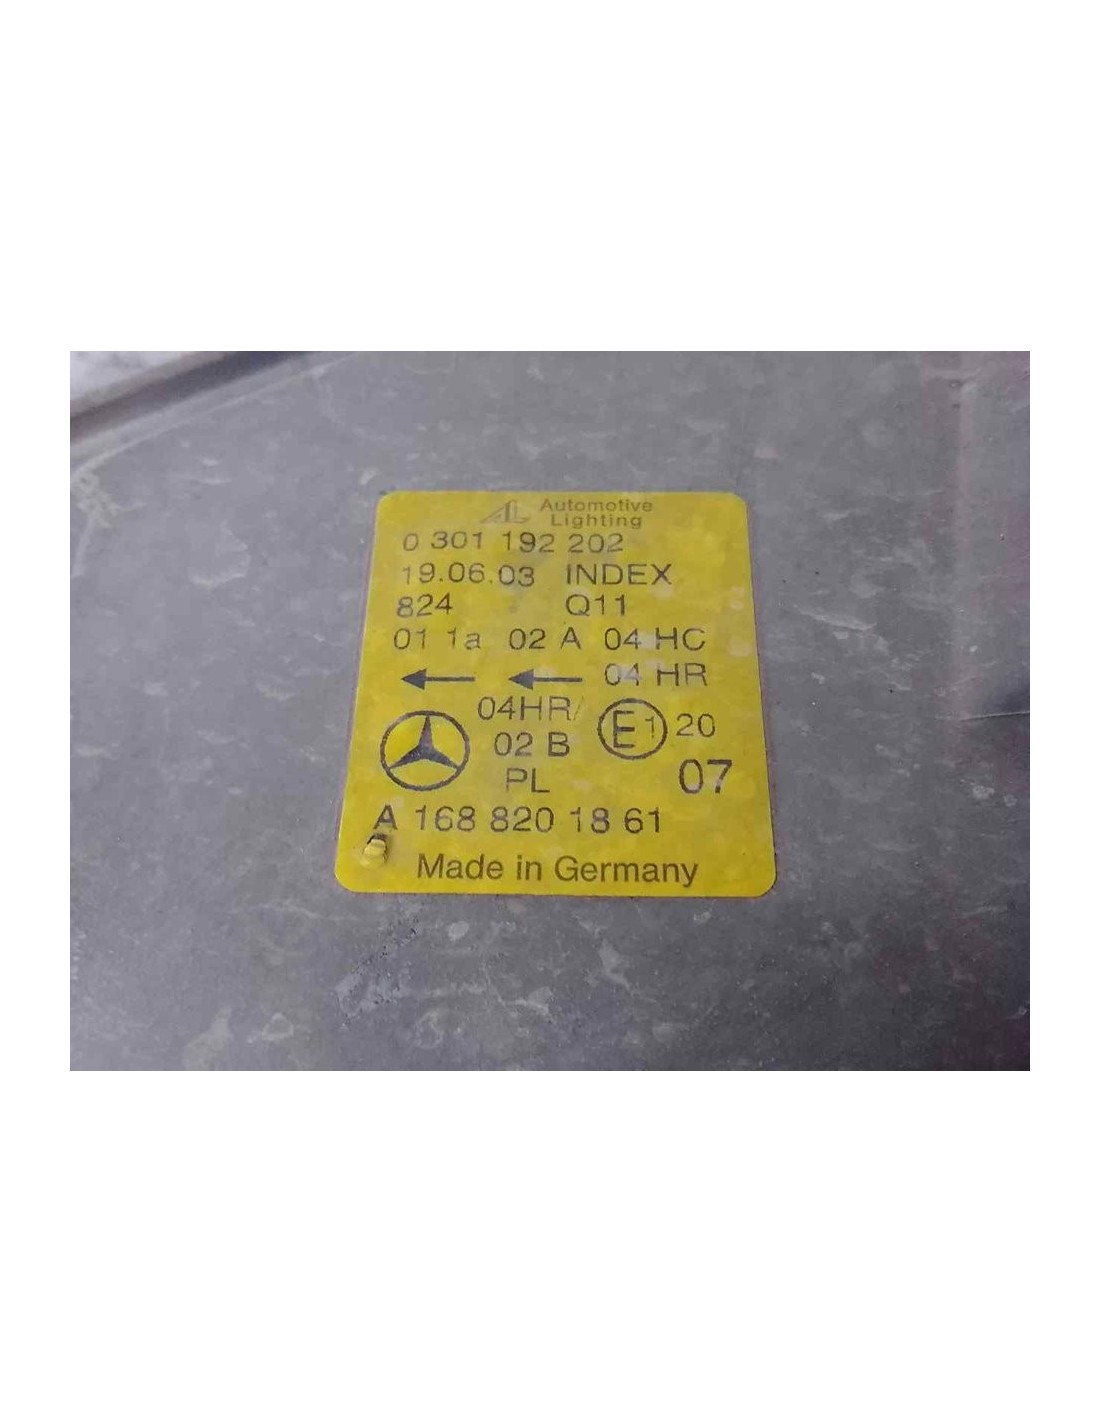 AL Automotive
Lighting
0 301 192 202
19.06.03 INDEX
824 Q11
01 1a 02 A 04 HC
← ← 04 HR
04HR/ E1 20
02 B
PL 07
A 168 820 18 61
Made in Germany